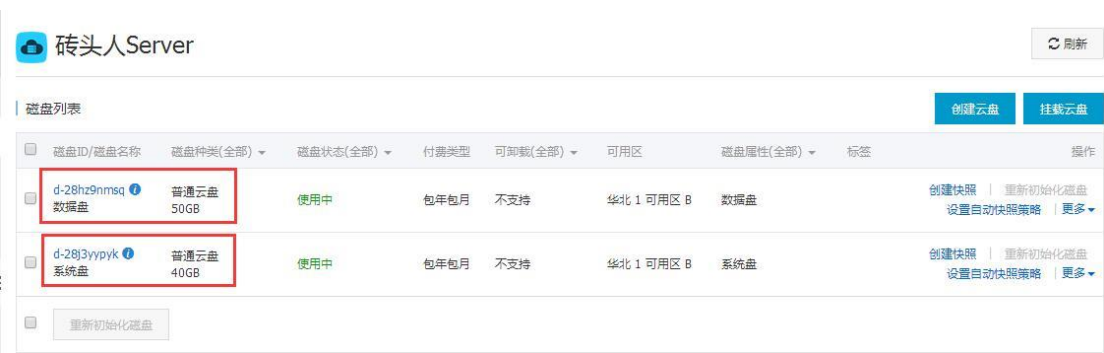 砖头人Server
刷新
磁盘列表
创建云盘 挂载云盘
磁盘ID/磁盘名称 磁盘种类(全部) 磁盘状态(全部) 付费类型 可卸载(全部) 可用区 磁盘属性(全部) 标签 操作
d-28hz9nmsq 普通云盘 使用中 包年包月 不支持 华北 1 可用区 B 数据盘 创建快照 | 重新初始化磁盘
数据盘 50GB 设置自动快照策略 | 更多
d-28j3yypyk 普通云盘 使用中 包年包月 不支持 华北 1 可用区 B 系统盘 创建快照 | 重新初始化磁盘
系统盘 40GB 设置自动快照策略 | 更多
重新初始化磁盘